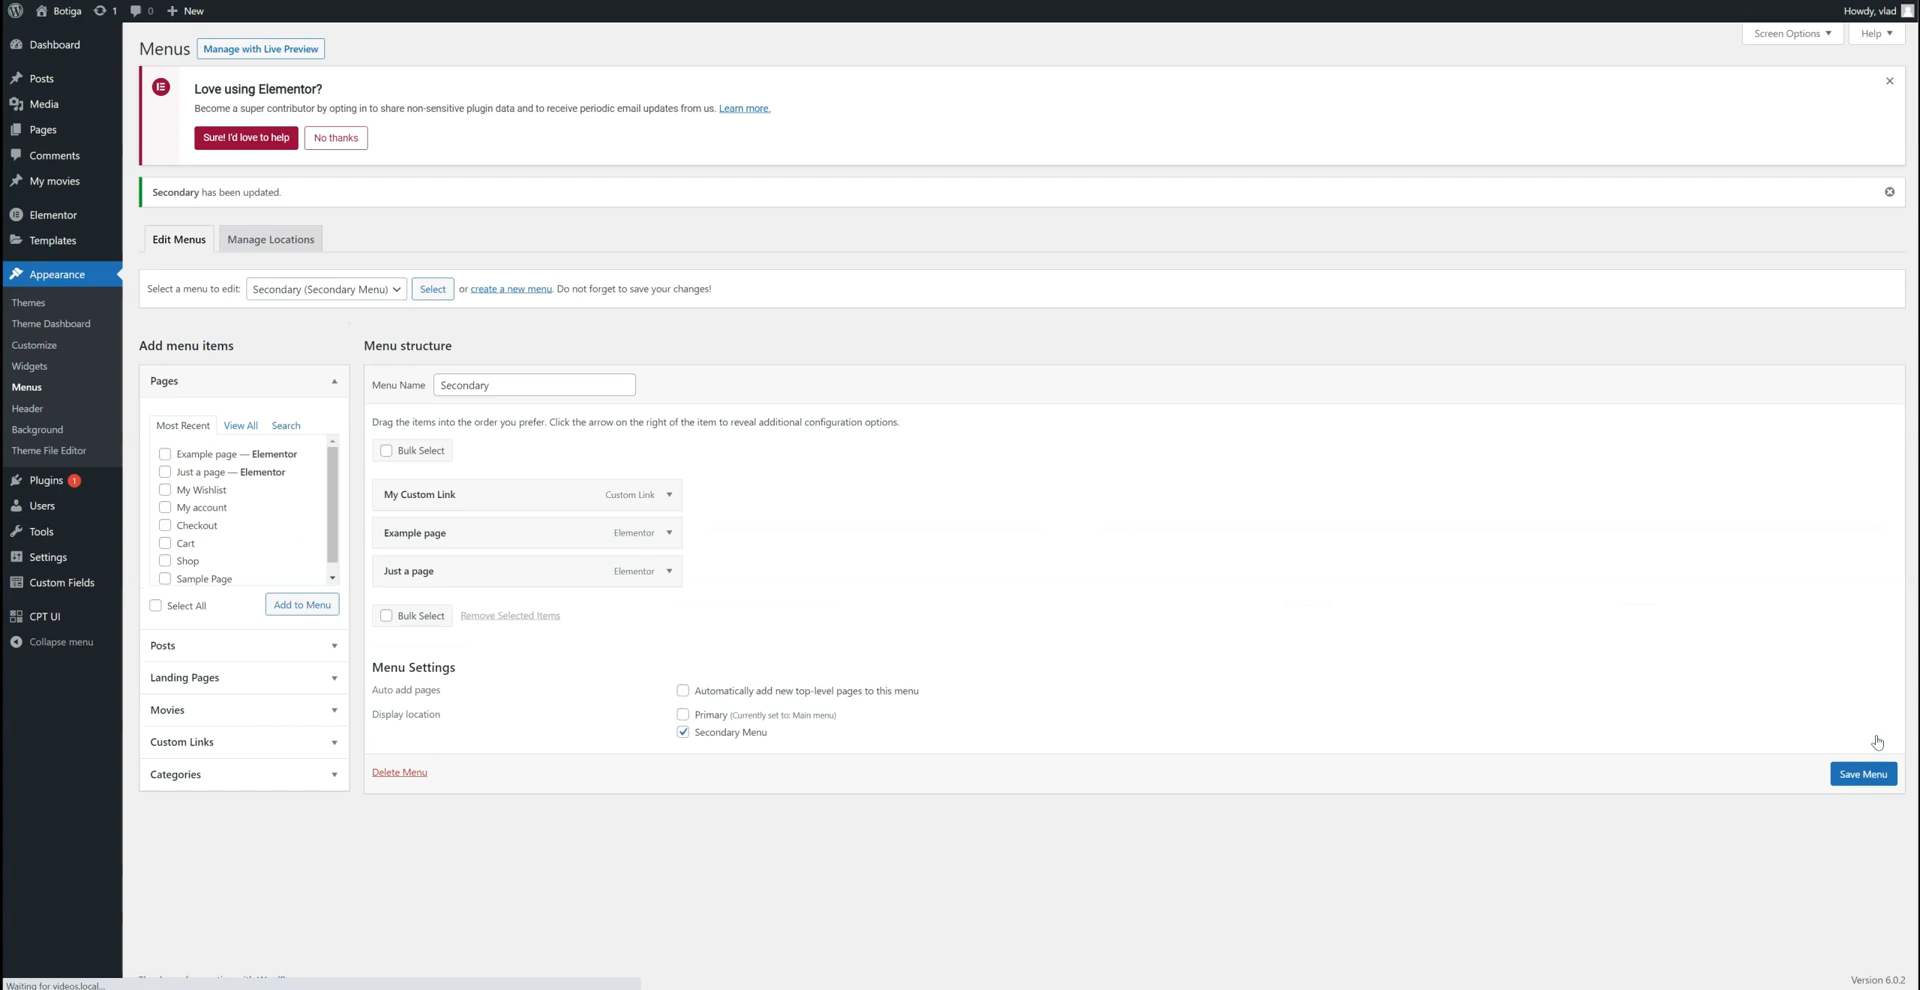 Botiga
1
0
New
Howdy, vlad
Dashboard
Posts
Media
Pages
Comments
My movies
Elementor
Templates
Appearance
Themes
Theme Dashboard
Customize
Widgets
Menus
Header
Background
Theme File Editor
Plugins 1
Users
Tools
Settings
Custom Fields
CPT UI
Collapse menu
Screen Options
Help
Menus
Manage with Live Preview
Love using Elementor?
Become a super contributor by opting in to share non-sensitive plugin data and to receive periodic email updates from us. Learn more.
Sure! I'd love to help
No thanks
Secondary has been updated.
Edit Menus
Manage Locations
Select a menu to edit: Secondary (Secondary Menu) Select or create a new menu. Do not forget to save your changes!
Add menu items
Pages
Most Recent View All Search
Example page — Elementor
Just a page — Elementor
My Wishlist
My account
Checkout
Cart
Shop
Sample Page
Select All
Add to Menu
Posts
Landing Pages
Movies
Custom Links
Categories
Menu structure
Menu Name Secondary
Drag the items into the order you prefer. Click the arrow on the right of the item to reveal additional configuration options.
Bulk Select
My Custom Link Custom Link
Example page Elementor
Just a page Elementor
Bulk Select Remove Selected Items
Menu Settings
Auto add pages Automatically add new top-level pages to this menu
Display location Primary (Currently set to: Main menu)
Secondary Menu
Delete Menu
Save Menu
Version 6.0.2
Waiting for videos.local...